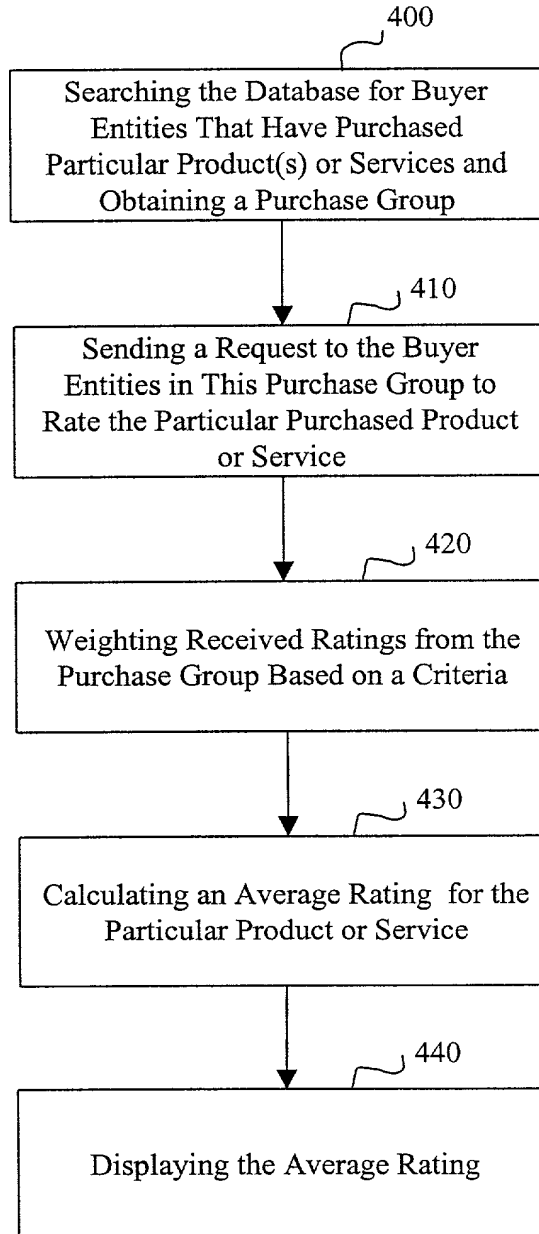 400
Searching the Database for Buyer
Entities That Have Purchased
Particular Product(s) or Services and
Obtaining a Purchase Group
410
Sending a Request to the Buyer
Entities in This Purchase Group to
Rate the Particular Purchased Product
or Service
420
Weighting Received Ratings from the
Purchase Group Based on a Criteria
430
Calculating an Average Rating for the
Particular Product or Service
440
Displaying the Average Rating